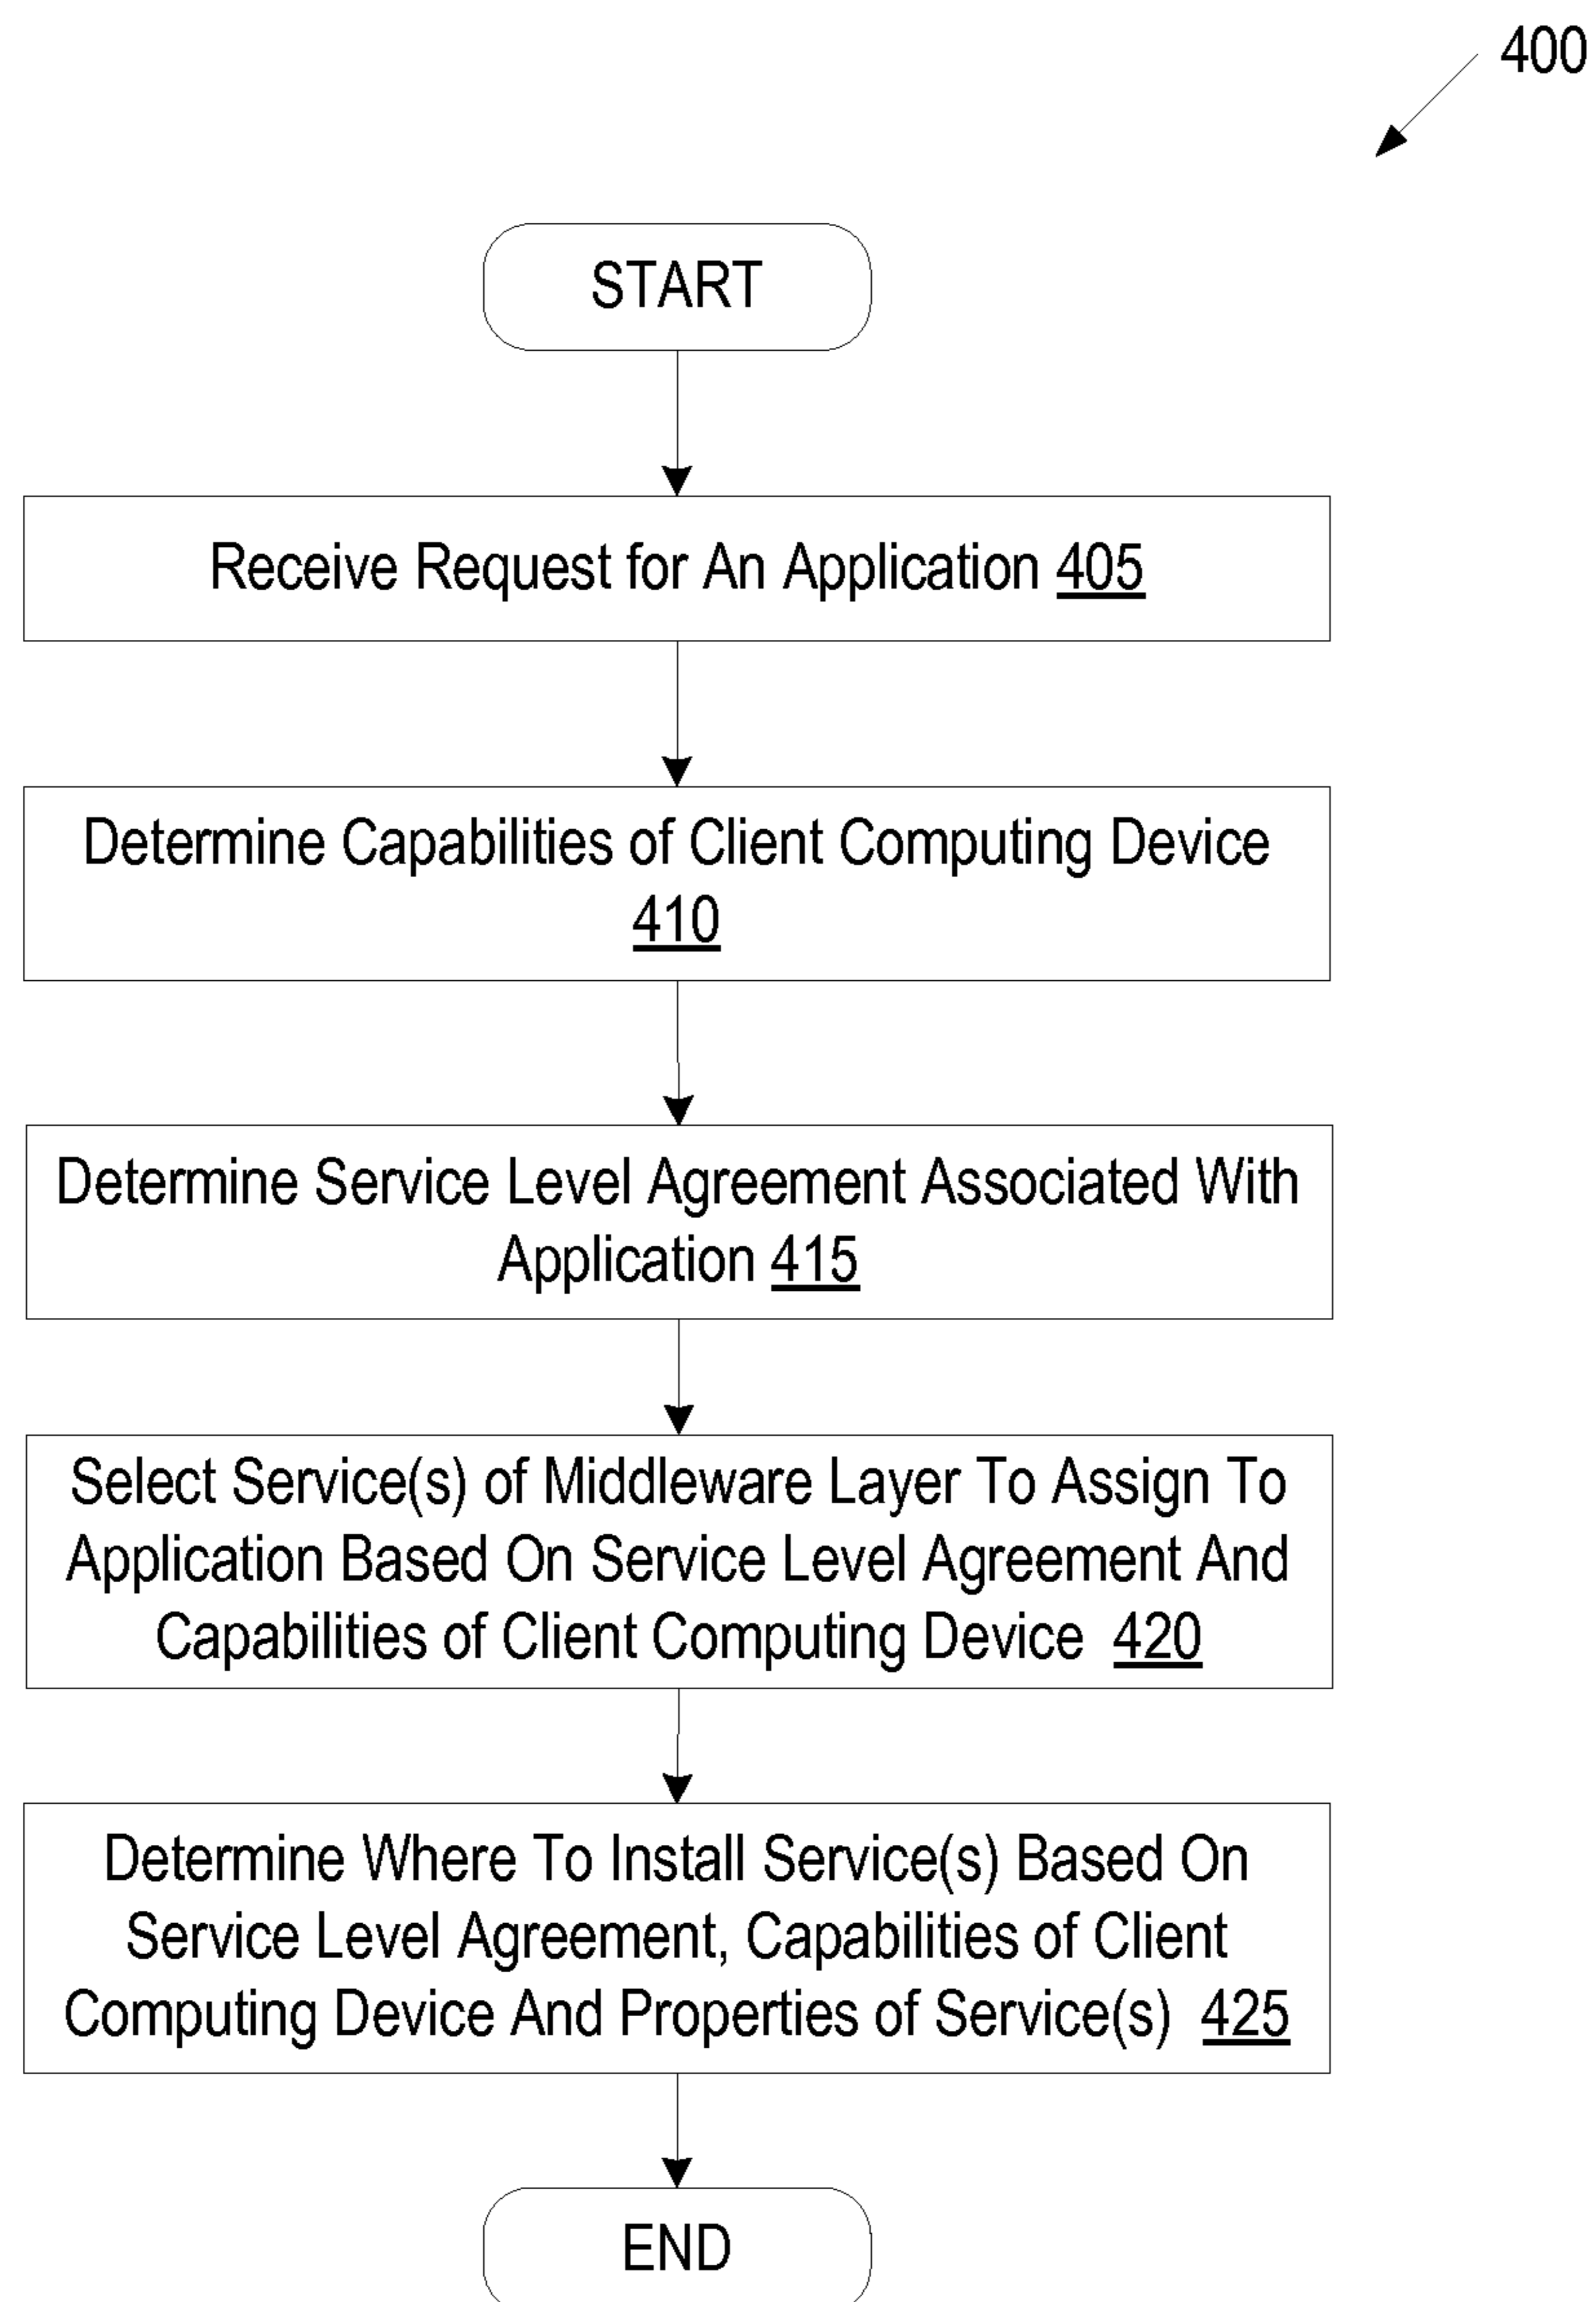 400
START
Receive Request for An Application 405
Determine Capabilities of Client Computing Device
410
Determine Service Level Agreement Associated With
Application 415
Select Service(s) of Middleware Layer To Assign To
Application Based On Service Level Agreement And
Capabilities of Client Computing Device 420
Determine Where To Install Service(s) Based On
Service Level Agreement, Capabilities of Client
Computing Device And Properties of Service(s) 425
END